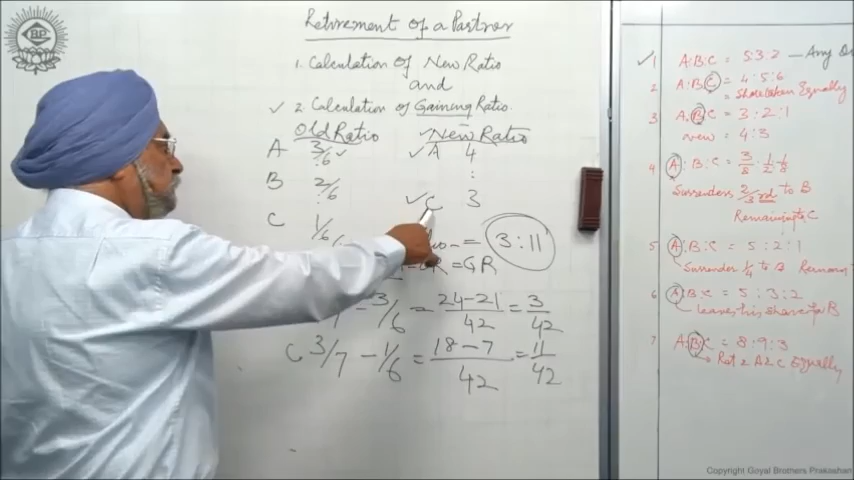 BP
Retirement of a Partner
1. Calculation of New Ratio
and
✓ 2. Calculation of Gaining Ratio.
Old Ratio ✓ New Ratio
A 3/6 ✓ ✓ A 4
: :
B 2/6
: ✓ C 3
C 1/6
= 3:11
= GR
3/6 = 24-21/42 = 3/42
C 3/7 - 1/6 = 18-7/42 = 11/42
✓ 1 A:B:C = 5:3:2 — Any
2 A:B:C = 4:5:6
= Share taken Equally
3 A:B:C = 3:2:1
new = 4:3
4 A:B:C = 3/8 : 1/2 : 1/8
Surrenders 2/3rd to B
Remaining to C
5 A:B:C = 5:2:1
Surrender 1/4 to B
6 A:B:C = 5:3:2
leaves his share to B
7 A:B:C = 8:9:3
A & C Equally
Copyright Goyal Brothers Prakashan